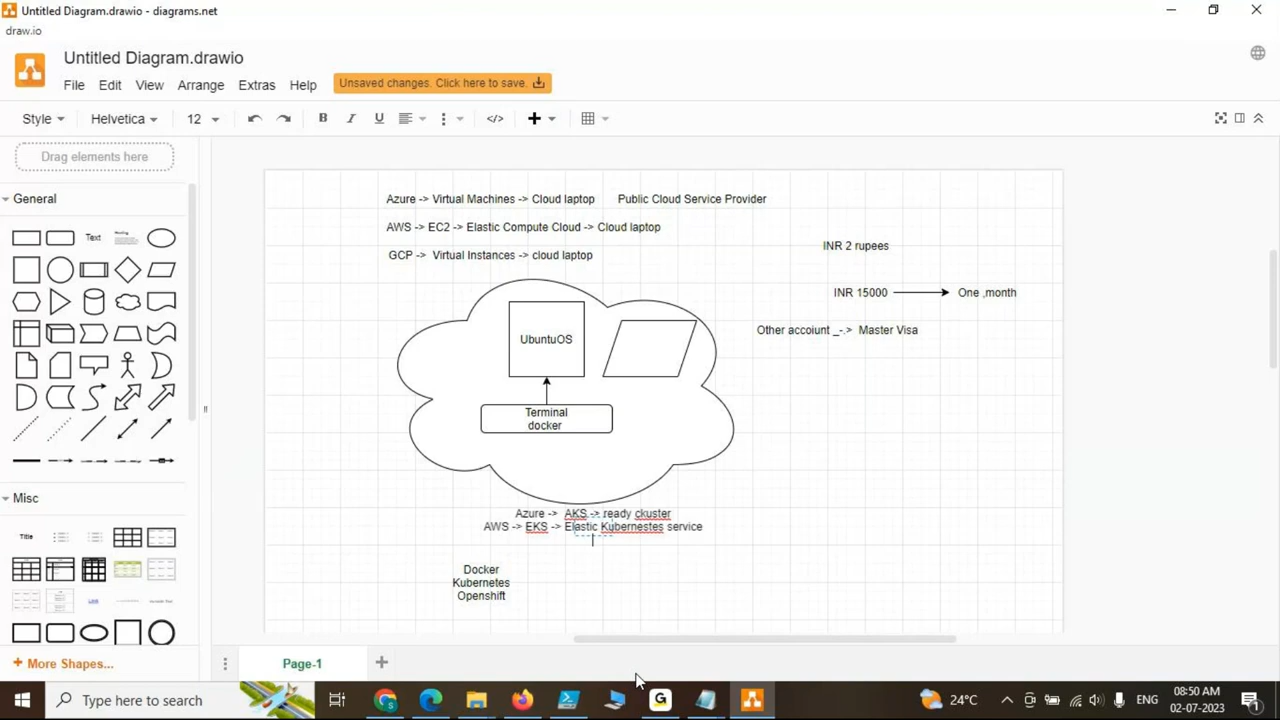 Untitled Diagram.drawio - diagrams.net
draw.io
Untitled Diagram.drawio
File Edit View Arrange Extras Help Unsaved changes. Click here to save.
Style Helvetica 12
Drag elements here
General
Text
Misc
Title
More Shapes...
Azure -> Virtual Machines -> Cloud laptop Public Cloud Service Provider
AWS -> EC2 -> Elastic Compute Cloud -> Cloud laptop
INR 2 rupees
GCP -> Virtual Instances -> cloud laptop
INR 15000 One ,month
Other accoiunt _-.> Master Visa
UbuntuOS
Terminal
docker
Azure -> AKS -> ready ckuster
AWS -> EKS -> Elastic Kubernestes service
Docker
Kubernetes
Openshift
Page-1
Type here to search
24°C
ENG
08:50 AM
02-07-2023